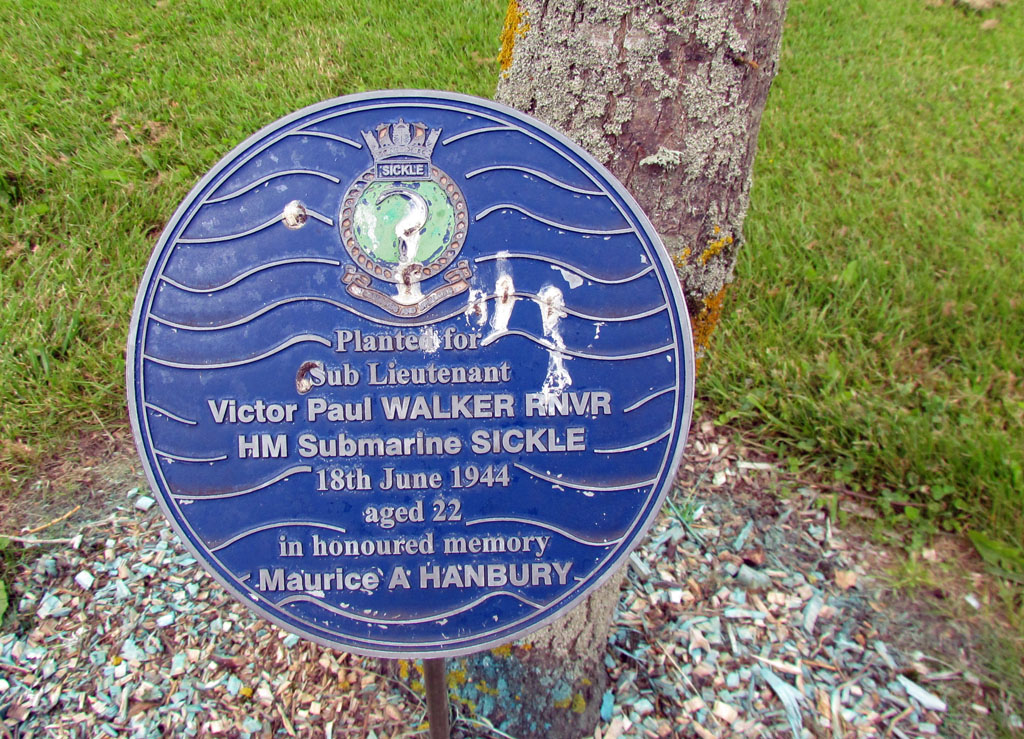 SICKLE
Planted for
Sub Lieutenant
Victor Paul WALKER RNVR
HM Submarine SICKLE
18th June 1944
aged 22
in honoured memory
Maurice A HANBURY